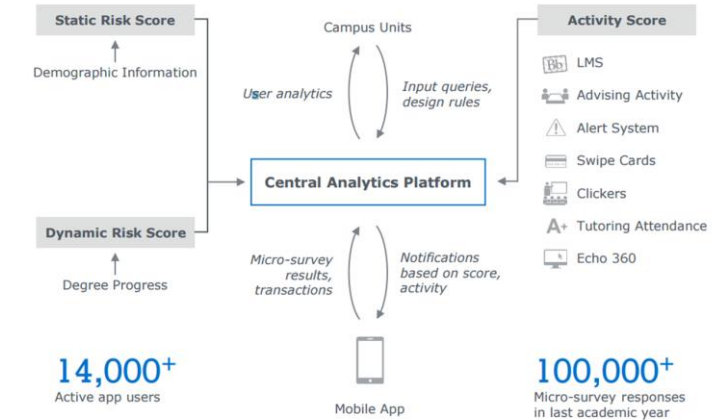 Static Risk Score
Demographic Information
Campus Units
Activity Score
User analytics
Input queries,
design rules
Bb
LMS
Advising Activity
Alert System
Swipe Cards
Clickers
A+
Tutoring Attendance
Echo 360
Central Analytics Platform
Dynamic Risk Score
Degree Progress
Micro-survey
results,
transactions
Notifications
based on score,
activity
Mobile App
14,000+
Active app users
100,000+
Micro-survey responses
in last academic year